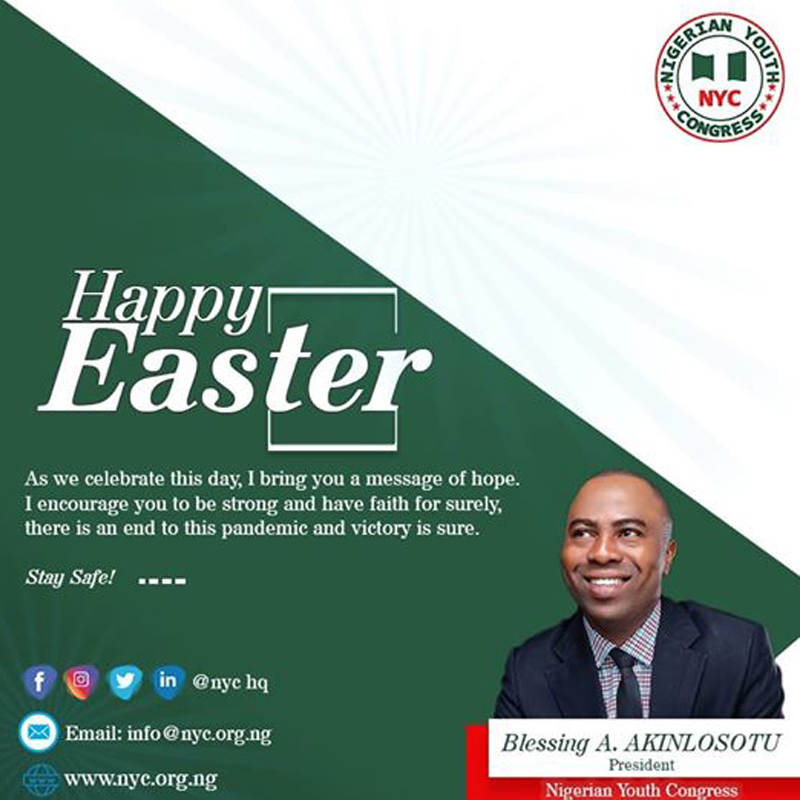 NIGERIAN YOUTH
NYC
CONGRESS
Happy
Easter
As we celebrate this day, I bring you a message of hope.
I encourage you to be strong and have faith for surely,
there is an end to this pandemic and victory is sure.
Stay Safe!
@nyc hq
Email: info@nyc.org.ng
www.nyc.org.ng
Blessing A. AKINLOSOTU
President
Nigerian Youth Congress